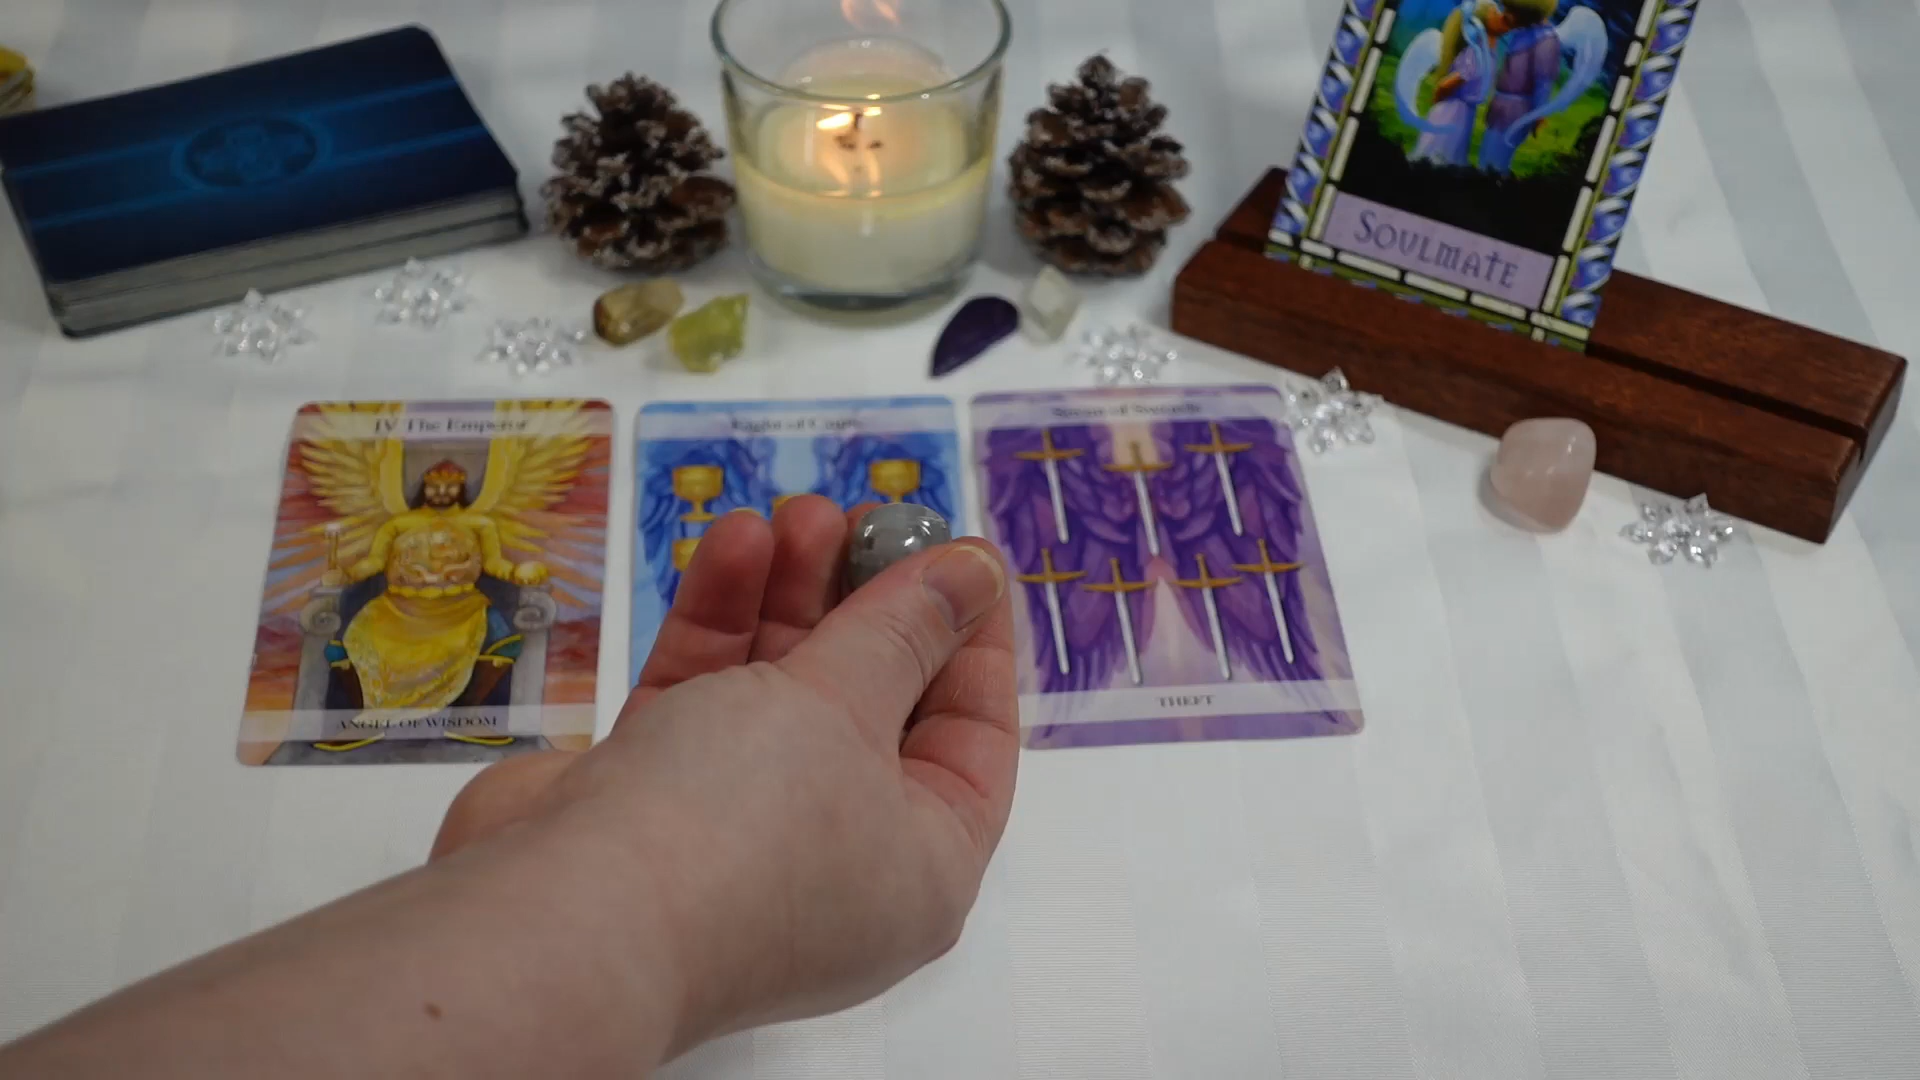 SOULMATE
IV The Emperor
Eight of Cups
Seven of Swords
ANGEL OF WISDOM
THEFT